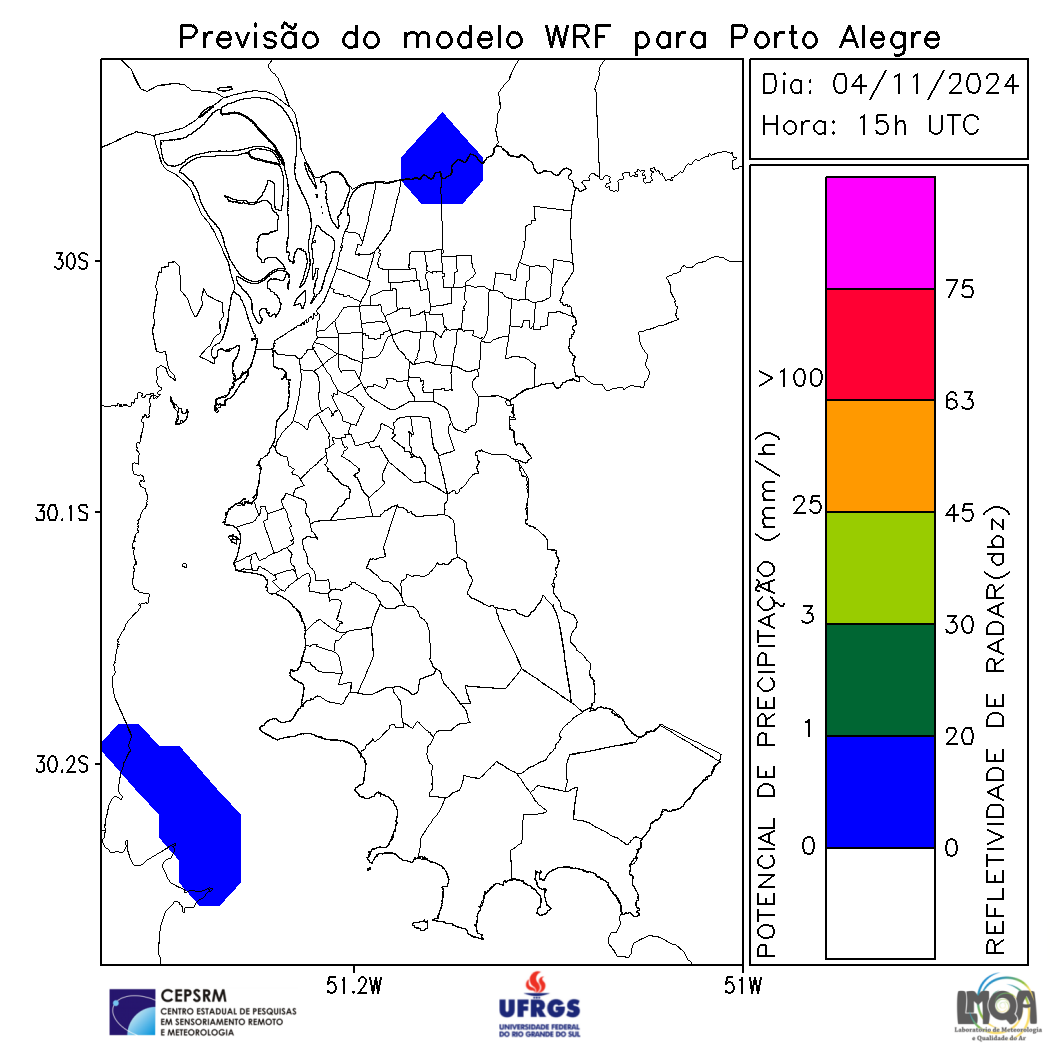 Previsão do modelo WRF para Porto Alegre
Dia: 04/11/2024
Hora: 15h UTC
30S
30.1S
30.2S
51.2W
51W
POTENCIAL DE PRECIPITAÇÃO (mm/h)
>100
25
3
1
0
75
63
45
30
20
0
REFLETIVIDADE DE RADAR(dbz)
CEPSRM
CENTRO ESTADUAL DE PESQUISAS
EM SENSORIAMENTO REMOTO
E METEOROLOGIA
UFRGS
UNIVERSIDADE FEDERAL
DO RIO GRANDE DO SUL
LMQA
Laboratório de Meteorologia
e Qualidade do Ar